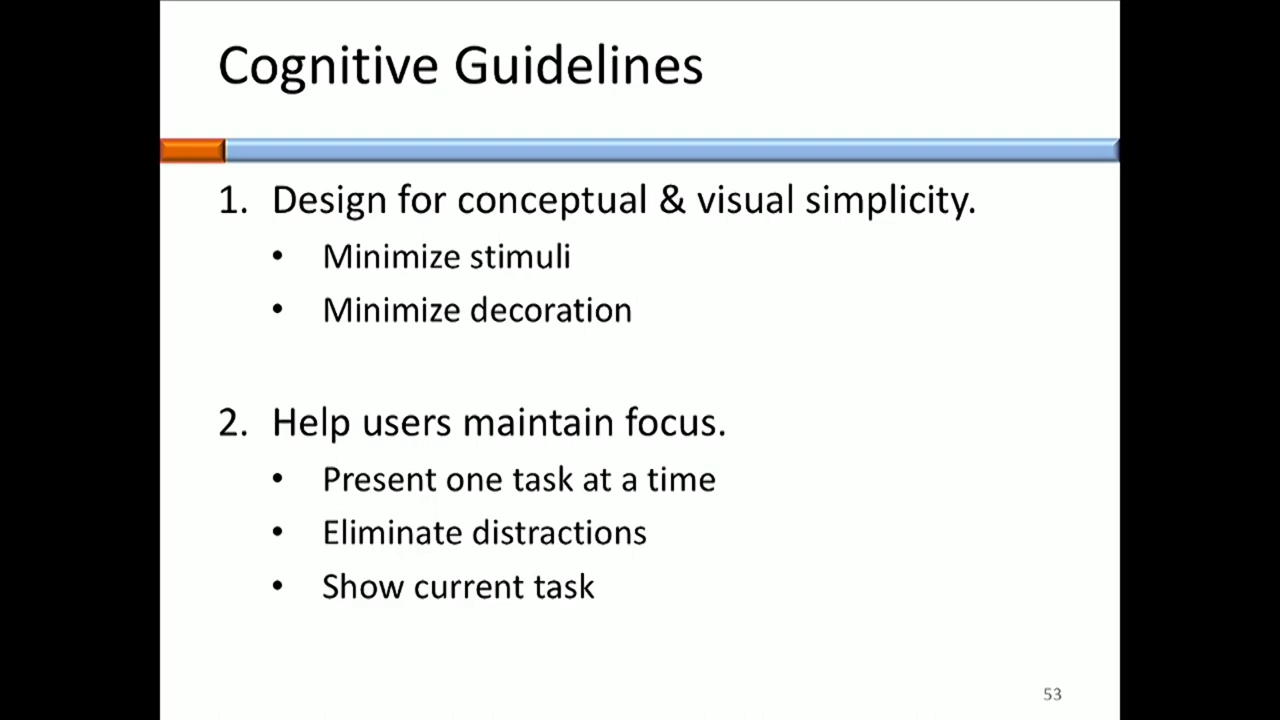 Cognitive Guidelines
1. Design for conceptual & visual simplicity.
• Minimize stimuli
• Minimize decoration
2. Help users maintain focus.
• Present one task at a time
• Eliminate distractions
• Show current task
53